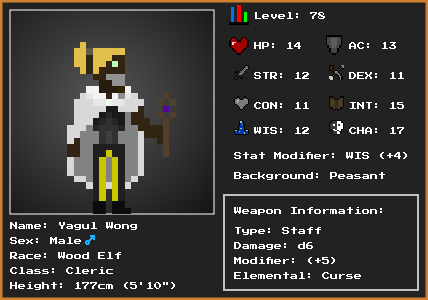 Level: 78
HP: 14 AC: 13
STR: 12 DEX: 11
CON: 11 INT: 15
WIS: 12 CHA: 17
Stat Modifier: WIS (+4)
Background: Peasant
Name: Yagul Wong
Sex: Male♂
Race: Wood Elf
Class: Cleric
Height: 177cm (5'10")
Weapon Information:
Type: Staff
Damage: d6
Modifier: (+5)
Elemental: Curse